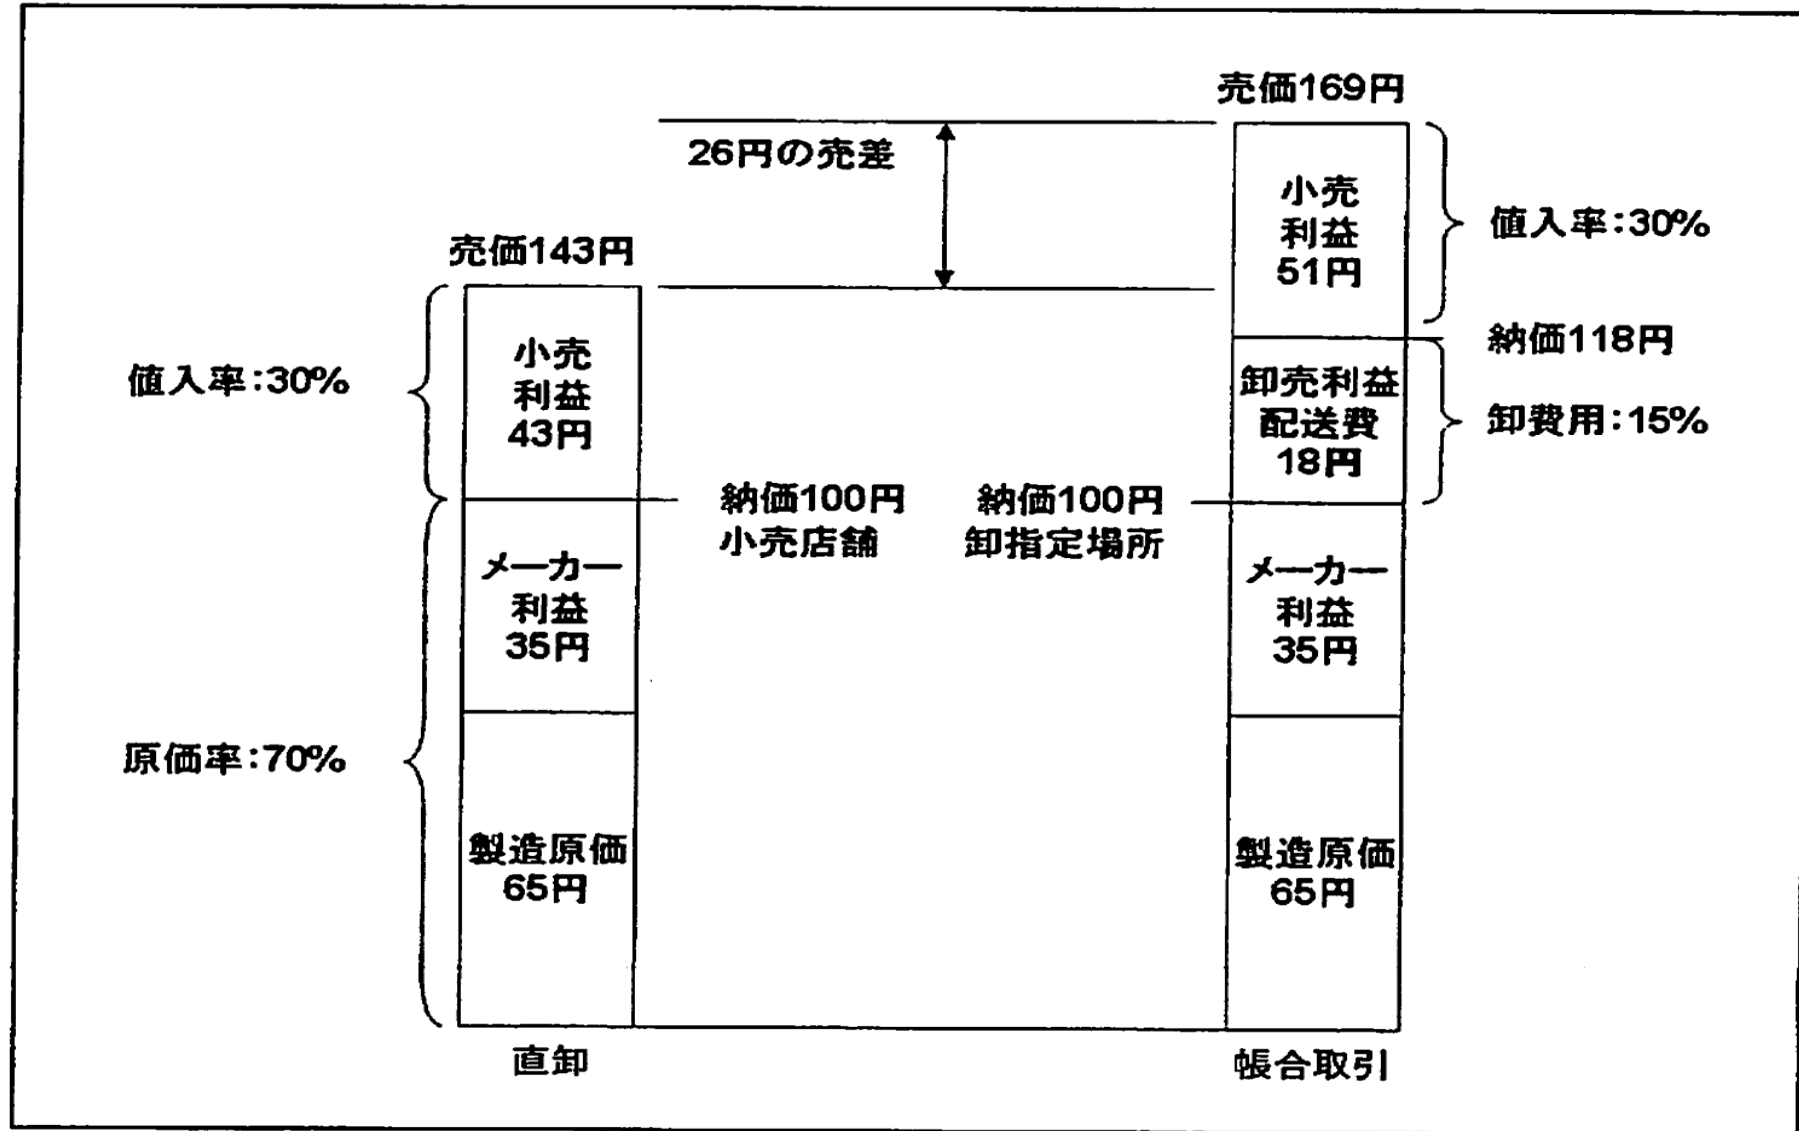 売価169円
26円の売差
小売
利益
51円
値入率:30%
売価143円
納価118円
小売
利益
43円
値入率:30%
卸売利益
配送費
18円
卸費用:15%
納価100円
小売店舗
納価100円
卸指定場所
メーカー
利益
35円
メーカー
利益
35円
原価率:70%
製造原価
65円
製造原価
65円
直卸
帳合取引